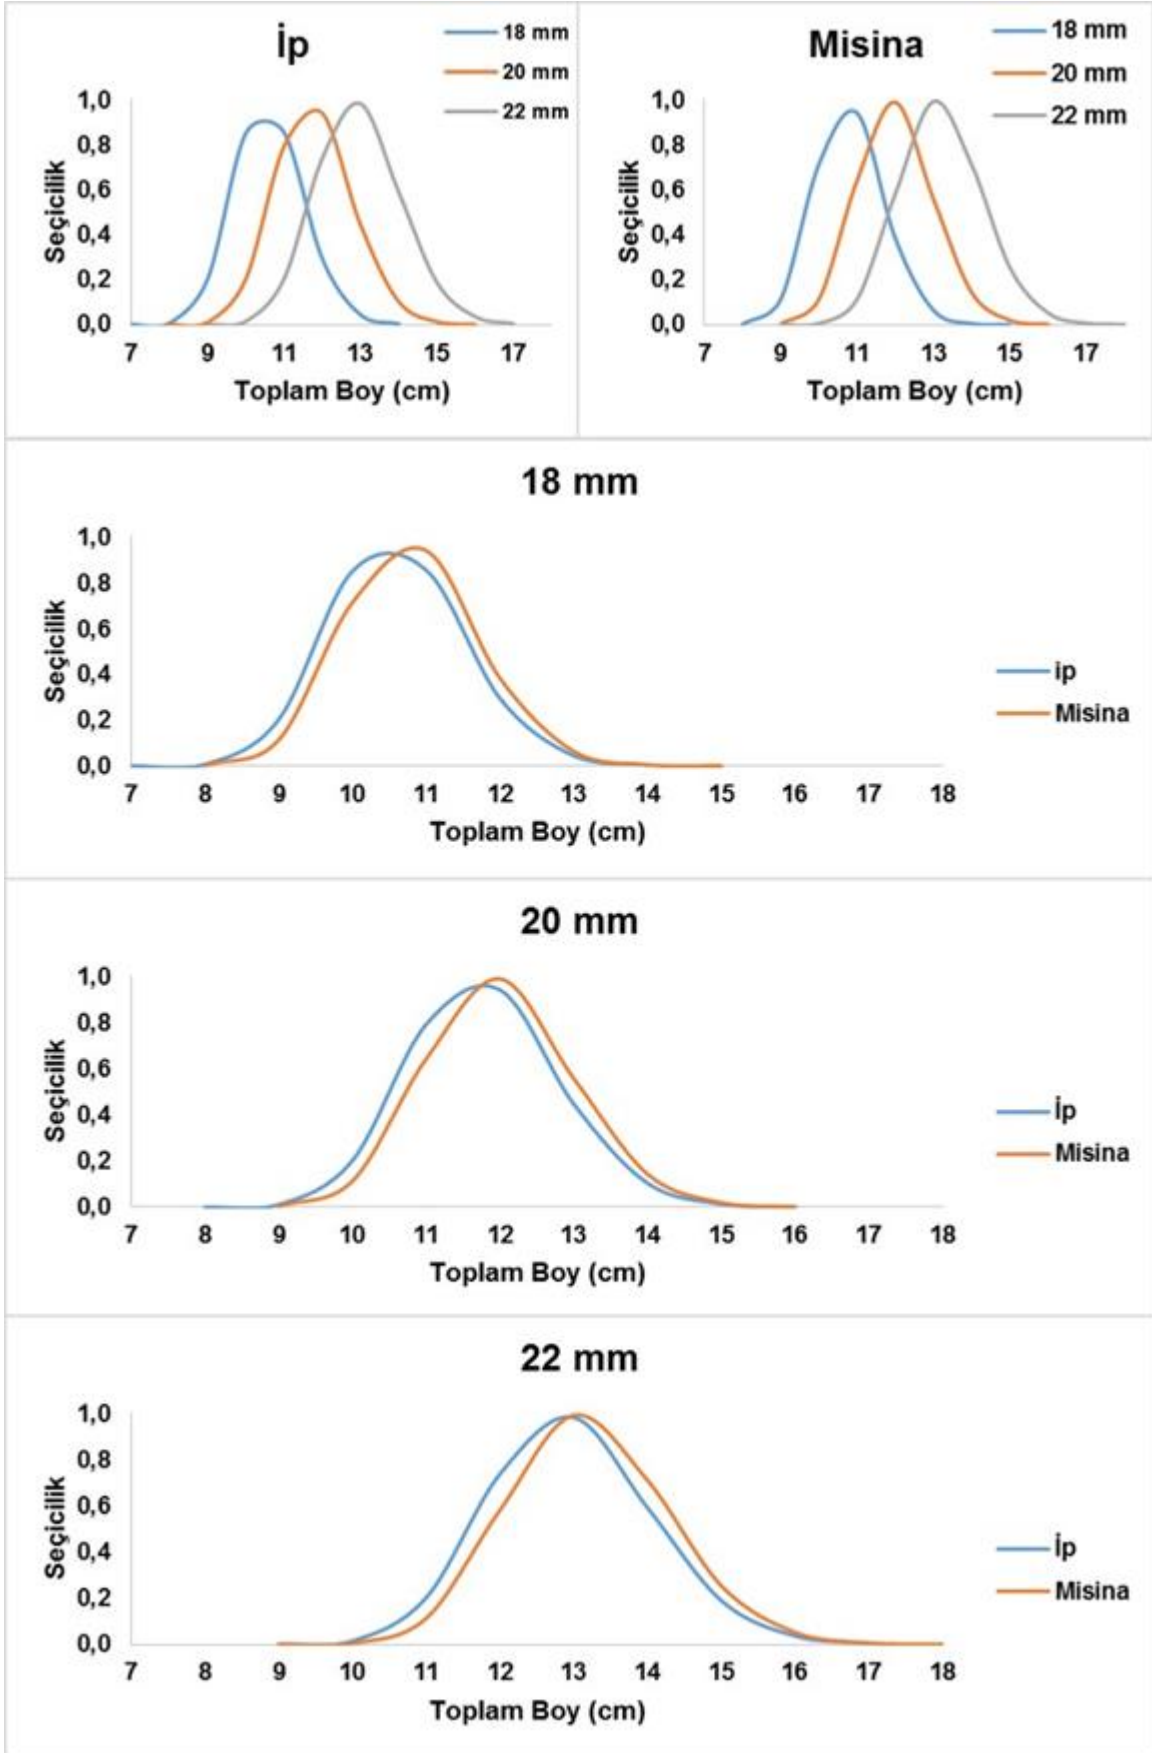 İp
18 mm
20 mm
22 mm
1,0
0,8
0,6
0,4
0,2
0,0
Seçicilik
7 9 11 13 15 17
Toplam Boy (cm)
Misina
18 mm
20 mm
22 mm
1,0
0,8
0,6
0,4
0,2
0,0
Seçicilik
7 9 11 13 15 17
Toplam Boy (cm)
18 mm
1,0
0,8
0,6
0,4
0,2
0,0
Seçicilik
7 8 9 10 11 12 13 14 15 16 17 18
Toplam Boy (cm)
ip
Misina
20 mm
1,0
0,8
0,6
0,4
0,2
0,0
Seçicilik
7 8 9 10 11 12 13 14 15 16 17 18
Toplam Boy (cm)
İp
Misina
22 mm
1,0
0,8
0,6
0,4
0,2
0,0
Seçicilik
7 8 9 10 11 12 13 14 15 16 17 18
Toplam Boy (cm)
İp
Misina